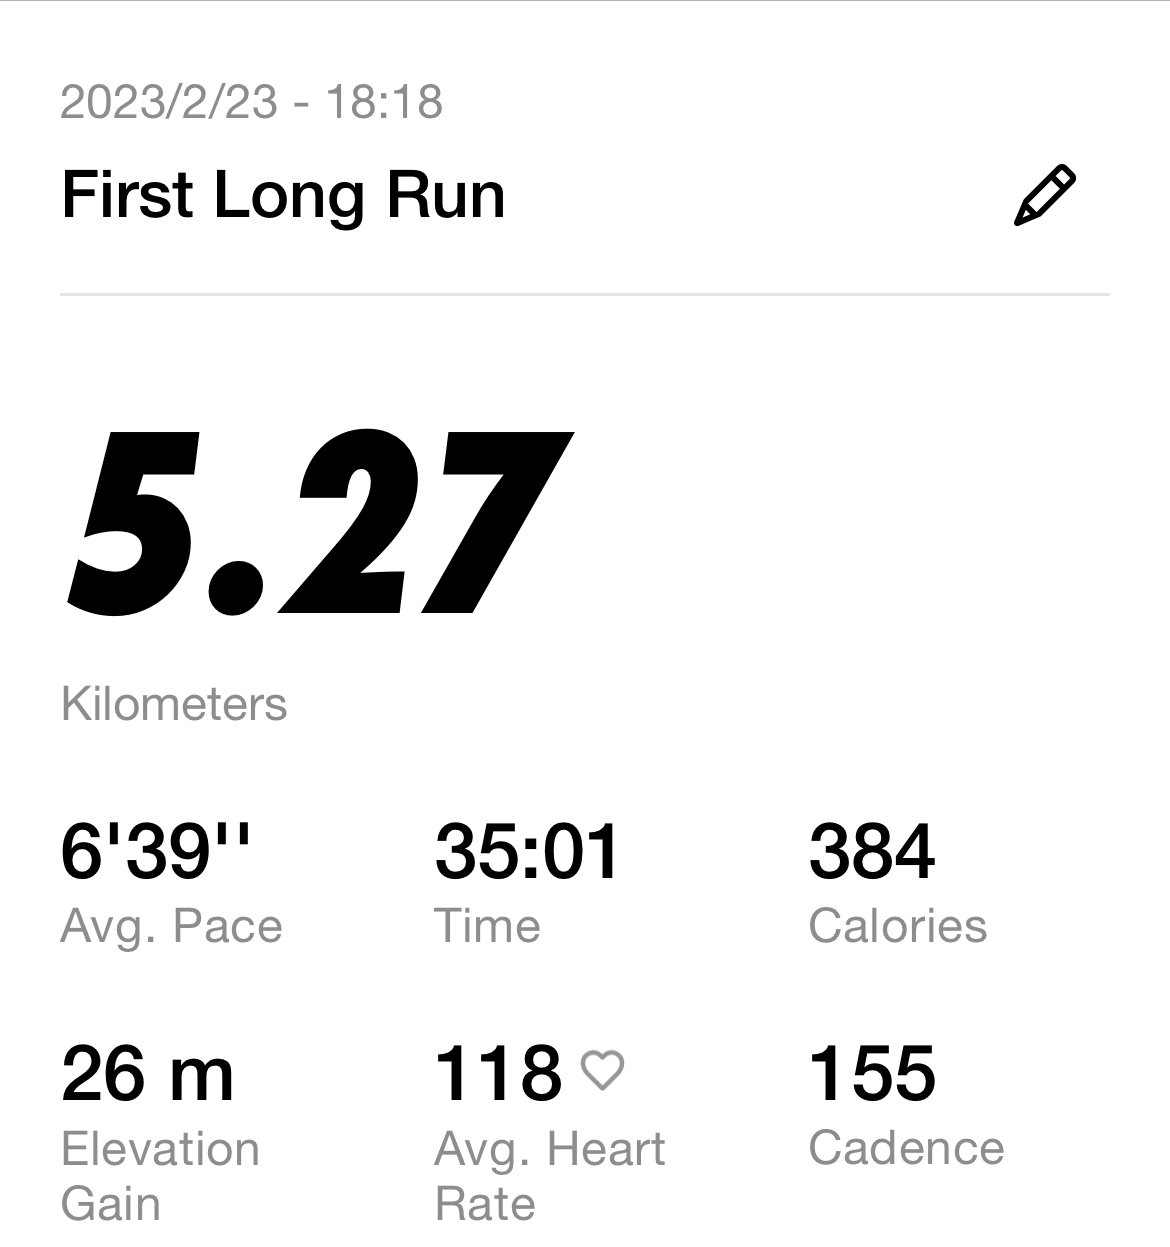 2023/2/23 - 18:18
First Long Run
5.27
Kilometers
6'39''
Avg. Pace
35:01
Time
384
Calories
26 m
Elevation
Gain
118
Avg. Heart
Rate
155
Cadence